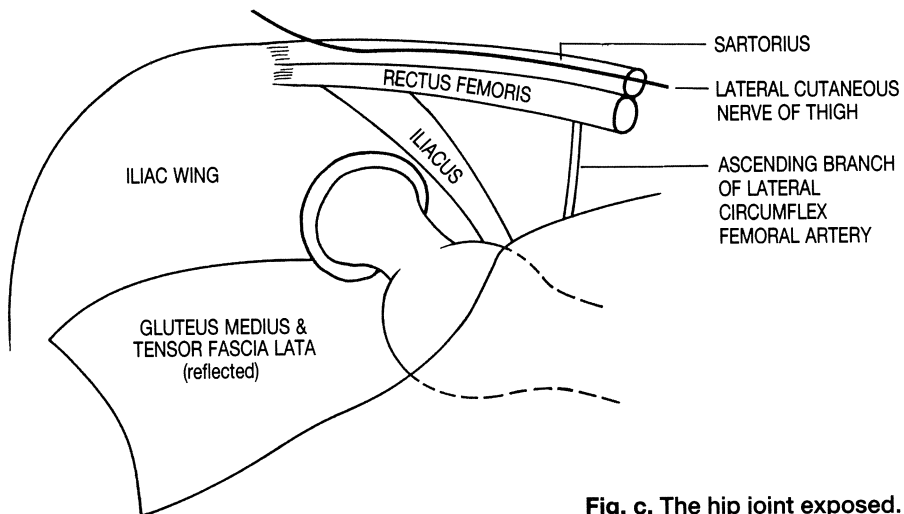 SARTORIUS
RECTUS FEMORIS
LATERAL CUTANEOUS
NERVE OF THIGH
ILIACUS
ILIAC WING
ASCENDING BRANCH
OF LATERAL
CIRCUMFLEX
FEMORAL ARTERY
GLUTEUS MEDIUS &
TENSOR FASCIA LATA
(reflected)
Fig. c. The hip joint exposed.